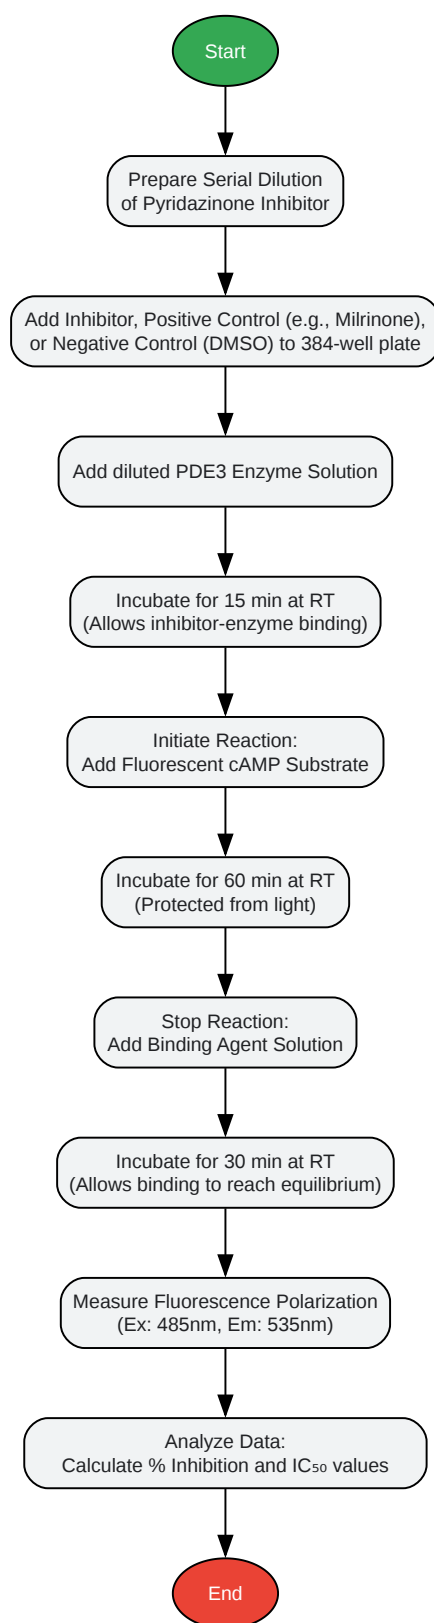 Start
Prepare Serial Dilution
of Pyridazinone Inhibitor
Add Inhibitor, Positive Control (e.g., Milrinone),
or Negative Control (DMSO) to 384-well plate
Add diluted PDE3 Enzyme Solution
Incubate for 15 min at RT
(Allows inhibitor-enzyme binding)
Initiate Reaction:
Add Fluorescent cAMP Substrate
Incubate for 60 min at RT
(Protected from light)
Stop Reaction:
Add Binding Agent Solution
Incubate for 30 min at RT
(Allows binding to reach equilibrium)
Measure Fluorescence Polarization
(Ex: 485nm, Em: 535nm)
Analyze Data:
Calculate % Inhibition and IC₅₀ values
End